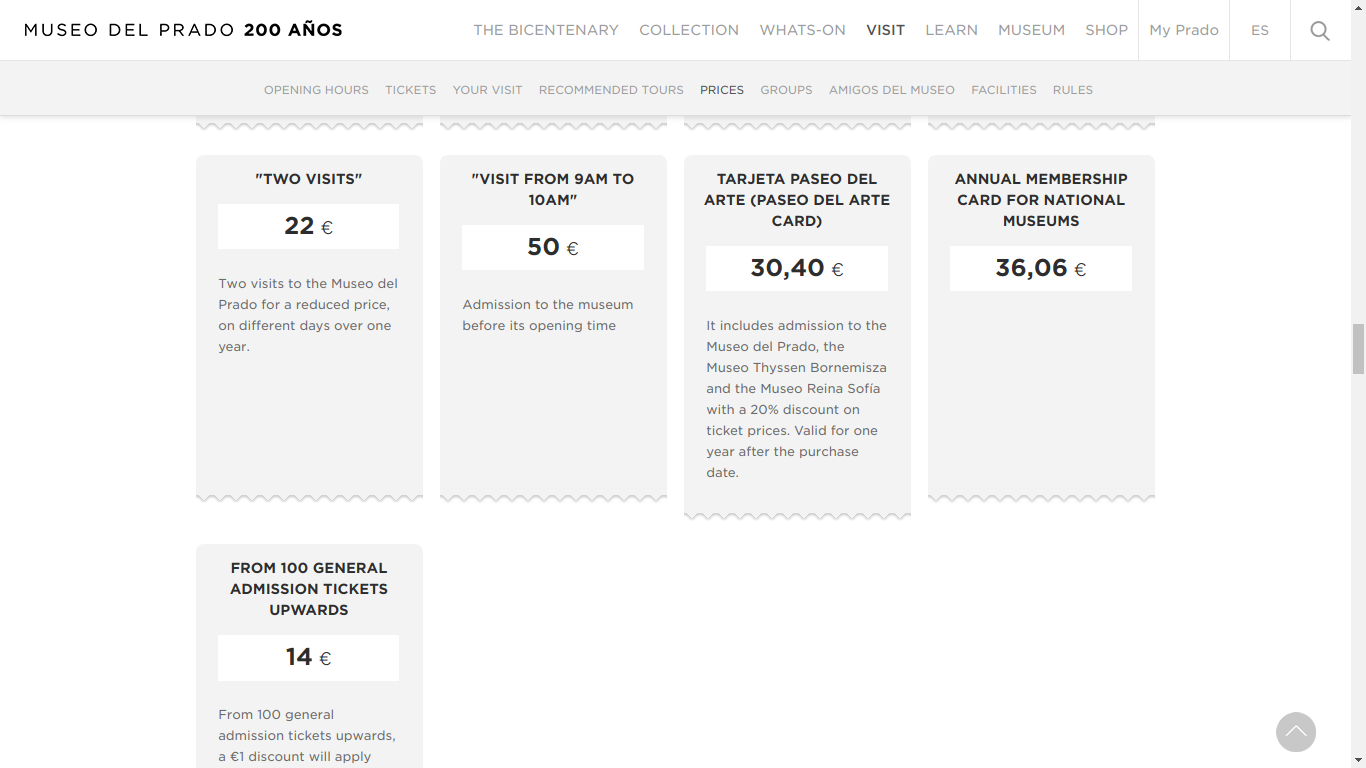 MUSEO DEL PRADO 200 AÑOS
THE BICENTENARY COLLECTION WHATS-ON VISIT LEARN MUSEUM SHOP My Prado ES
OPENING HOURS TICKETS YOUR VISIT RECOMMENDED TOURS PRICES GROUPS AMIGOS DEL MUSEO FACILITIES RULES
"TWO VISITS"
22 €
Two visits to the Museo del
Prado for a reduced price,
on different days over one
year.
"VISIT FROM 9AM TO
10AM"
50 €
Admission to the museum
before its opening time
TARJETA PASEO DEL
ARTE (PASEO DEL ARTE
CARD)
30,40 €
It includes admission to the
Museo del Prado, the
Museo Thyssen Bornemisza
and the Museo Reina Sofía
with a 20% discount on
ticket prices. Valid for one
year after the purchase
date.
ANNUAL MEMBERSHIP
CARD FOR NATIONAL
MUSEUMS
36,06 €
FROM 100 GENERAL
ADMISSION TICKETS
UPWARDS
14 €
From 100 general
admission tickets upwards,
a €1 discount will apply